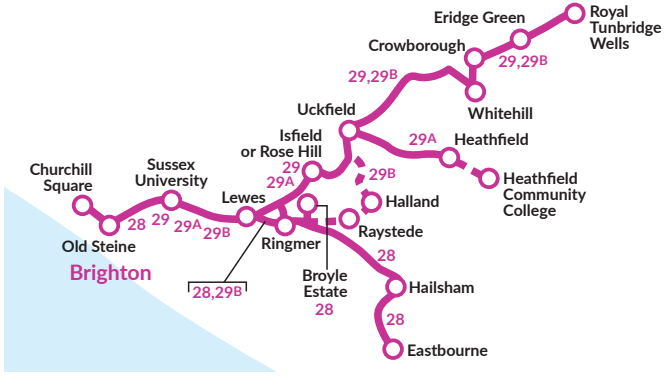 Royal
Tunbridge
Wells
Eridge Green
Crowborough
29,29B
29,29B
Whitehill
Uckfield
29A
Heathfield
Isfield
or Rose Hill
29
29A
29B
Heathfield
Community
College
Churchill
Square
Sussex
University
Lewes
Halland
Raystede
28
29
29A
29B
Old Steine
Ringmer
Brighton
28
28,29B
Broyle
Estate
28
Hailsham
28
Eastbourne